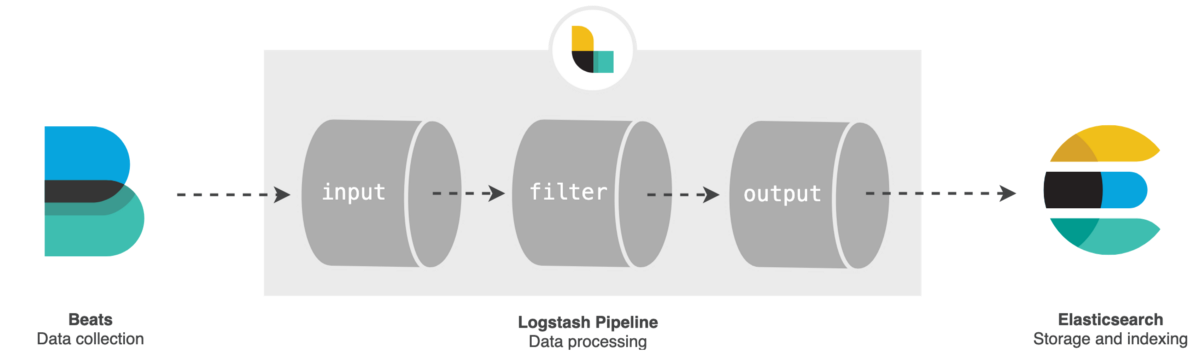 input
filter
output
Beats
Data collection
Logstash Pipeline
Data processing
Elasticsearch
Storage and indexing